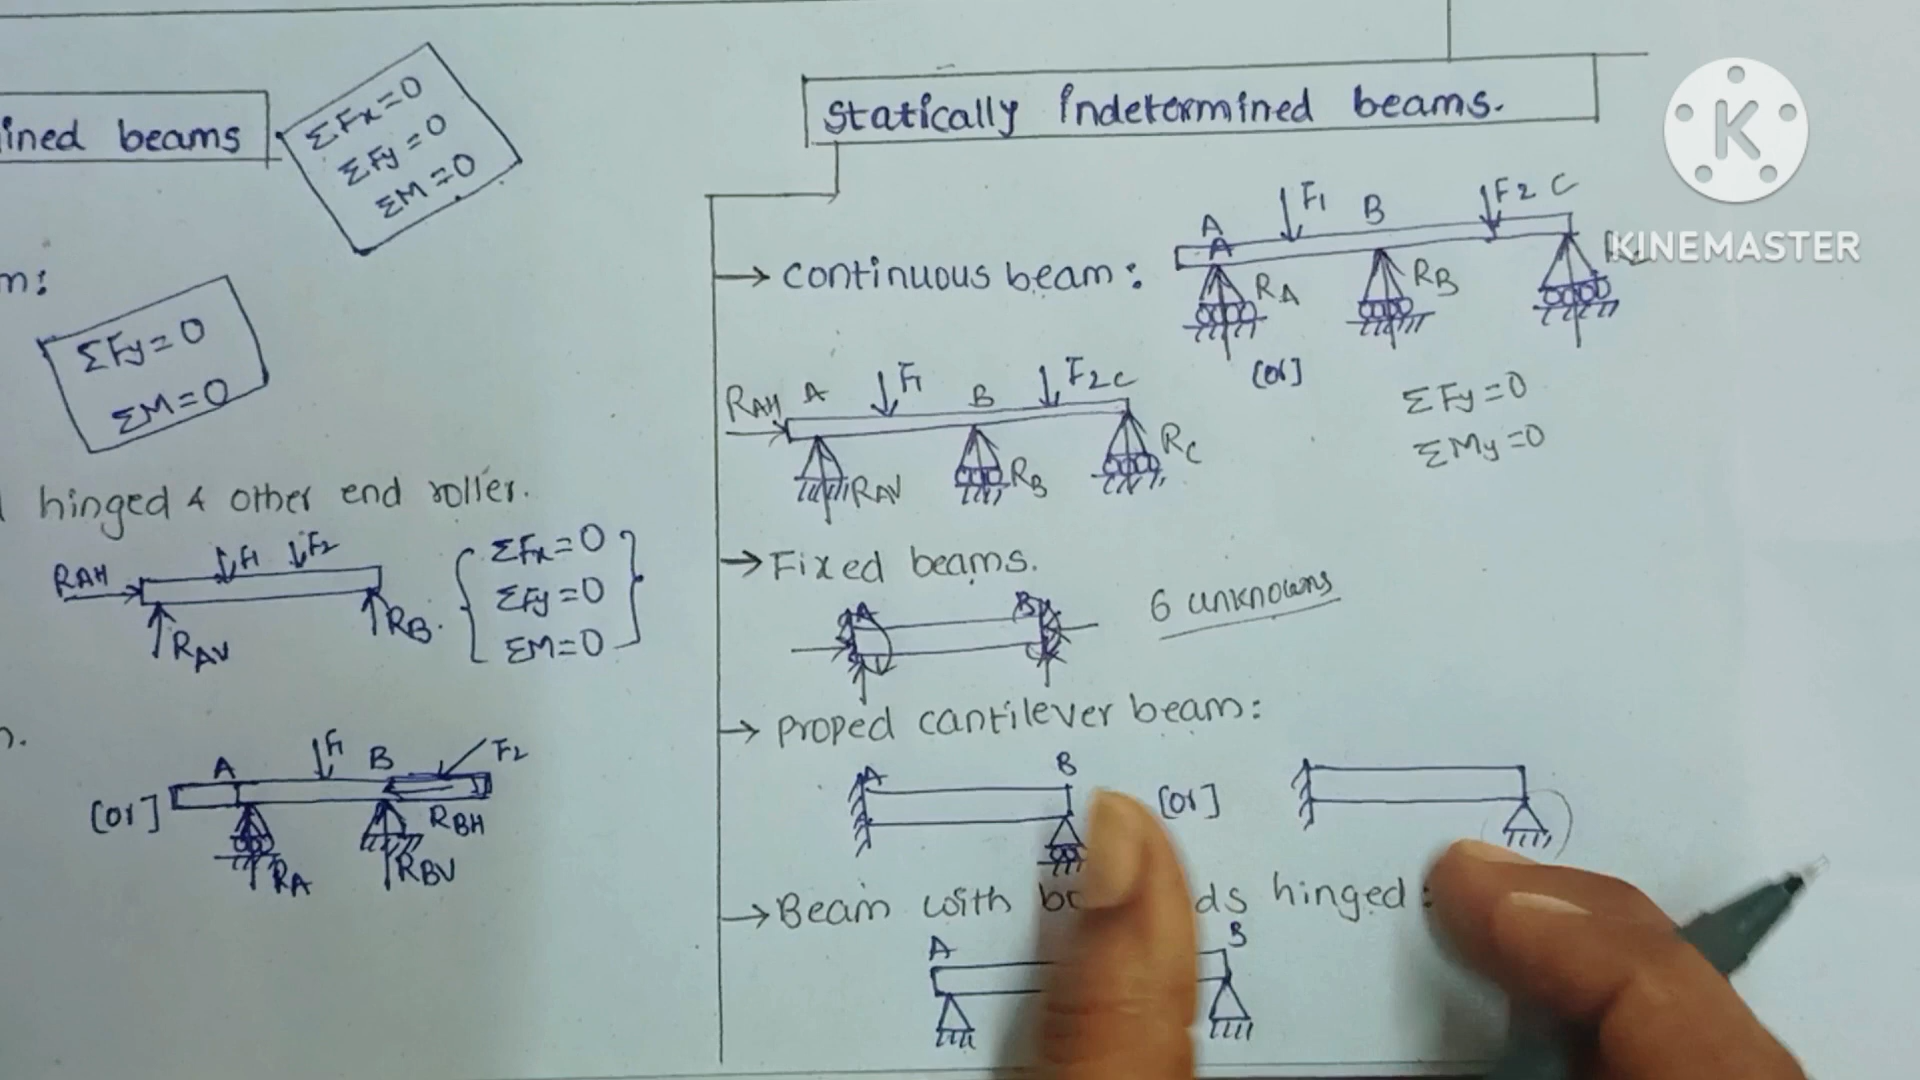 ined beams
ΣFx=0
ΣFy=0
ΣM=0
m:
ΣFy=0
ΣM=0
hinged & other end roller.
RAH
F1
F2
RAV
RB.
ΣFx=0
ΣFy=0
ΣM=0
[or]
A
F1
B
F2
RA
RBV
RBH
Statically indetermined beams.
→ continuous beam:
A
A
F1
B
F2
C
RA
RB
[or]
ΣFy=0
ΣMy=0
RAH
A
F1
B
F2
C
RAV
RB
RC
→ Fixed beams.
A
B
6 unknowns
→ Proped cantilever beam:
A
B
[or]
→ Beam with
ds hinged:
A
B
K
KINEMASTER